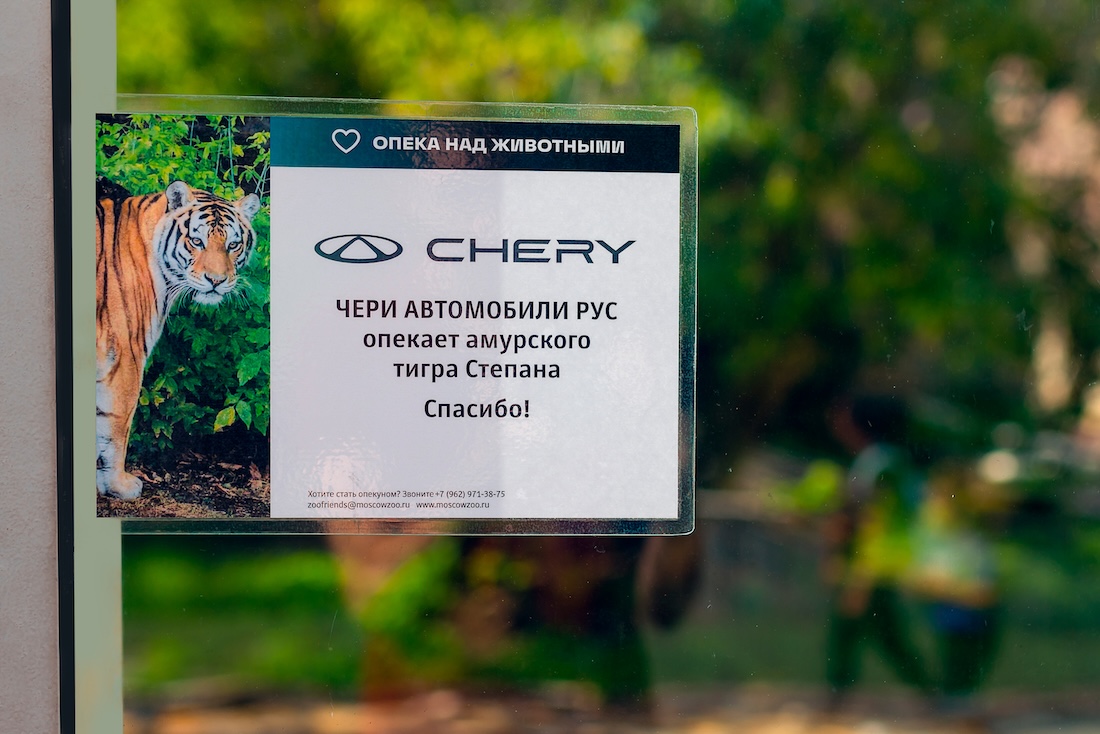 ОПЕКА НАД ЖИВОТНЫМИ
CHERY
ЧЕРИ АВТОМОБИЛИ РУС
опекает амурского
тигра Степана
Спасибо!
Хотите стать опекуном? Звоните +7 (962) 971-38-75
zoofriends@moscowzoo.ru www.moscowzoo.ru